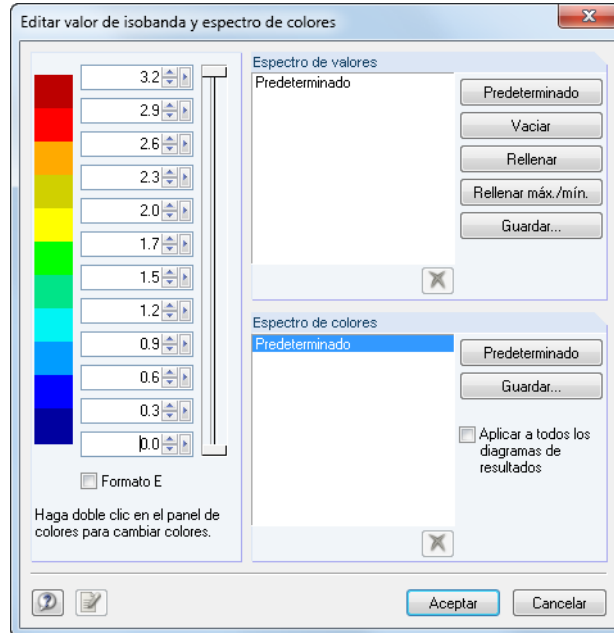 Editar valor de isobanda y espectro de colores
3.2
2.9
2.6
2.3
2.0
1.7
1.5
1.2
0.9
0.6
0.3
0.0
Formato E
Haga doble clic en el panel de
colores para cambiar colores.
Espectro de valores
Predeterminado
Predeterminado
Vaciar
Rellenar
Rellenar máx./mín.
Guardar...
Espectro de colores
Predeterminado
Predeterminado
Guardar...
Aplicar a todos los
diagramas de
resultados
Aceptar
Cancelar